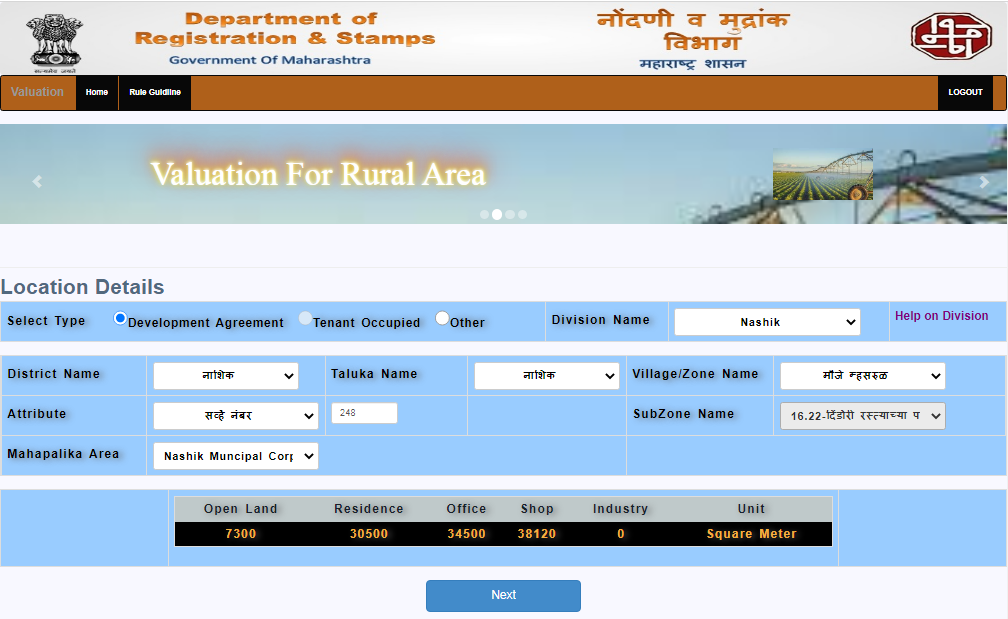 Department of
Registration & Stamps
Government Of Maharashtra
नोंदणी व मुद्रांक
विभाग
महाराष्ट्र शासन
सत्यमेव जयते
Valuation Home Rule Guidline LOGOUT
Valuation For Rural Area
Location Details
Select Type Development Agreement Tenant Occupied Other Division Name Nashik Help on Division
District Name नाशिक Taluka Name नाशिक Village/Zone Name मौजे म्हसरुळ
Attribute सर्व्हे नंबर 248 SubZone Name 16.22-दिंडोरी रस्त्याच्या प
Mahapalika Area Nashik Muncipal Corp
Open Land Residence Office Shop Industry Unit
7300 30500 34500 38120 0 Square Meter
Next